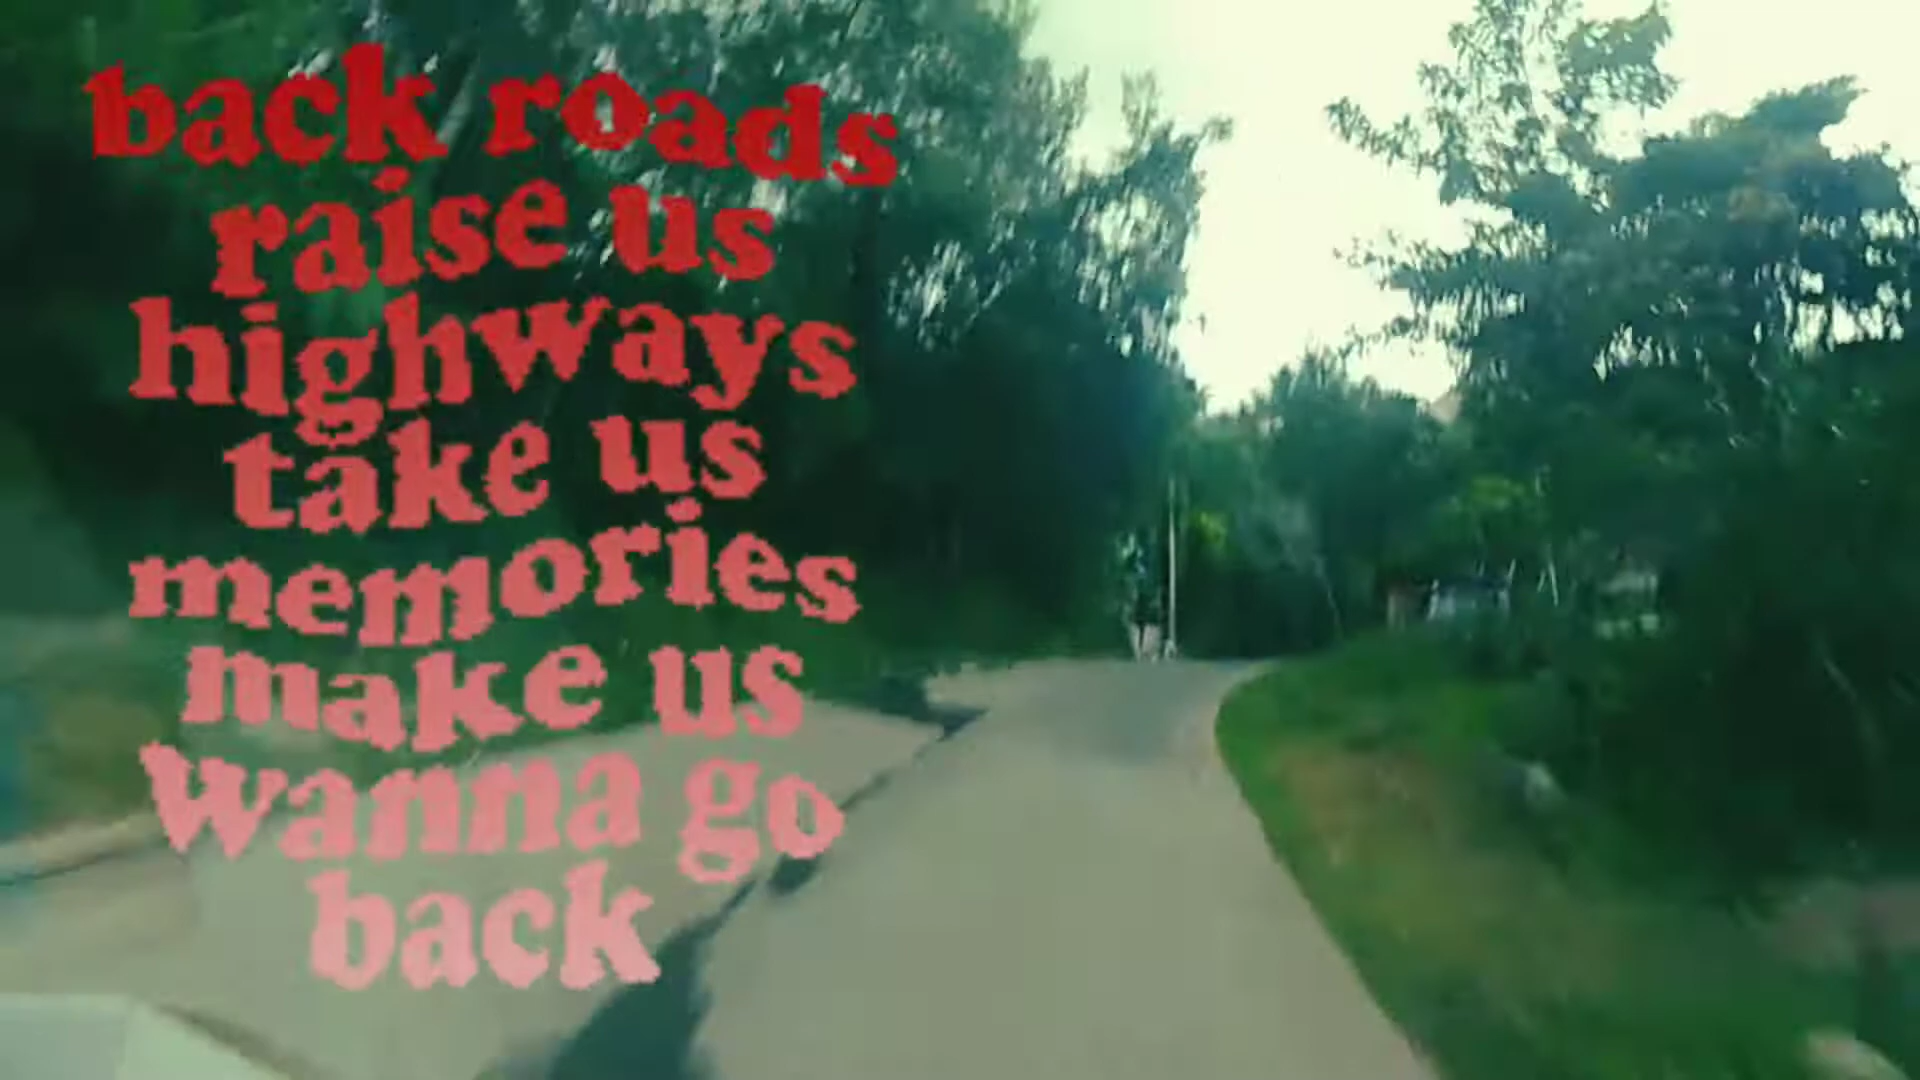 back roads
raise us
highways
take us
memories
make us
wanna go
back